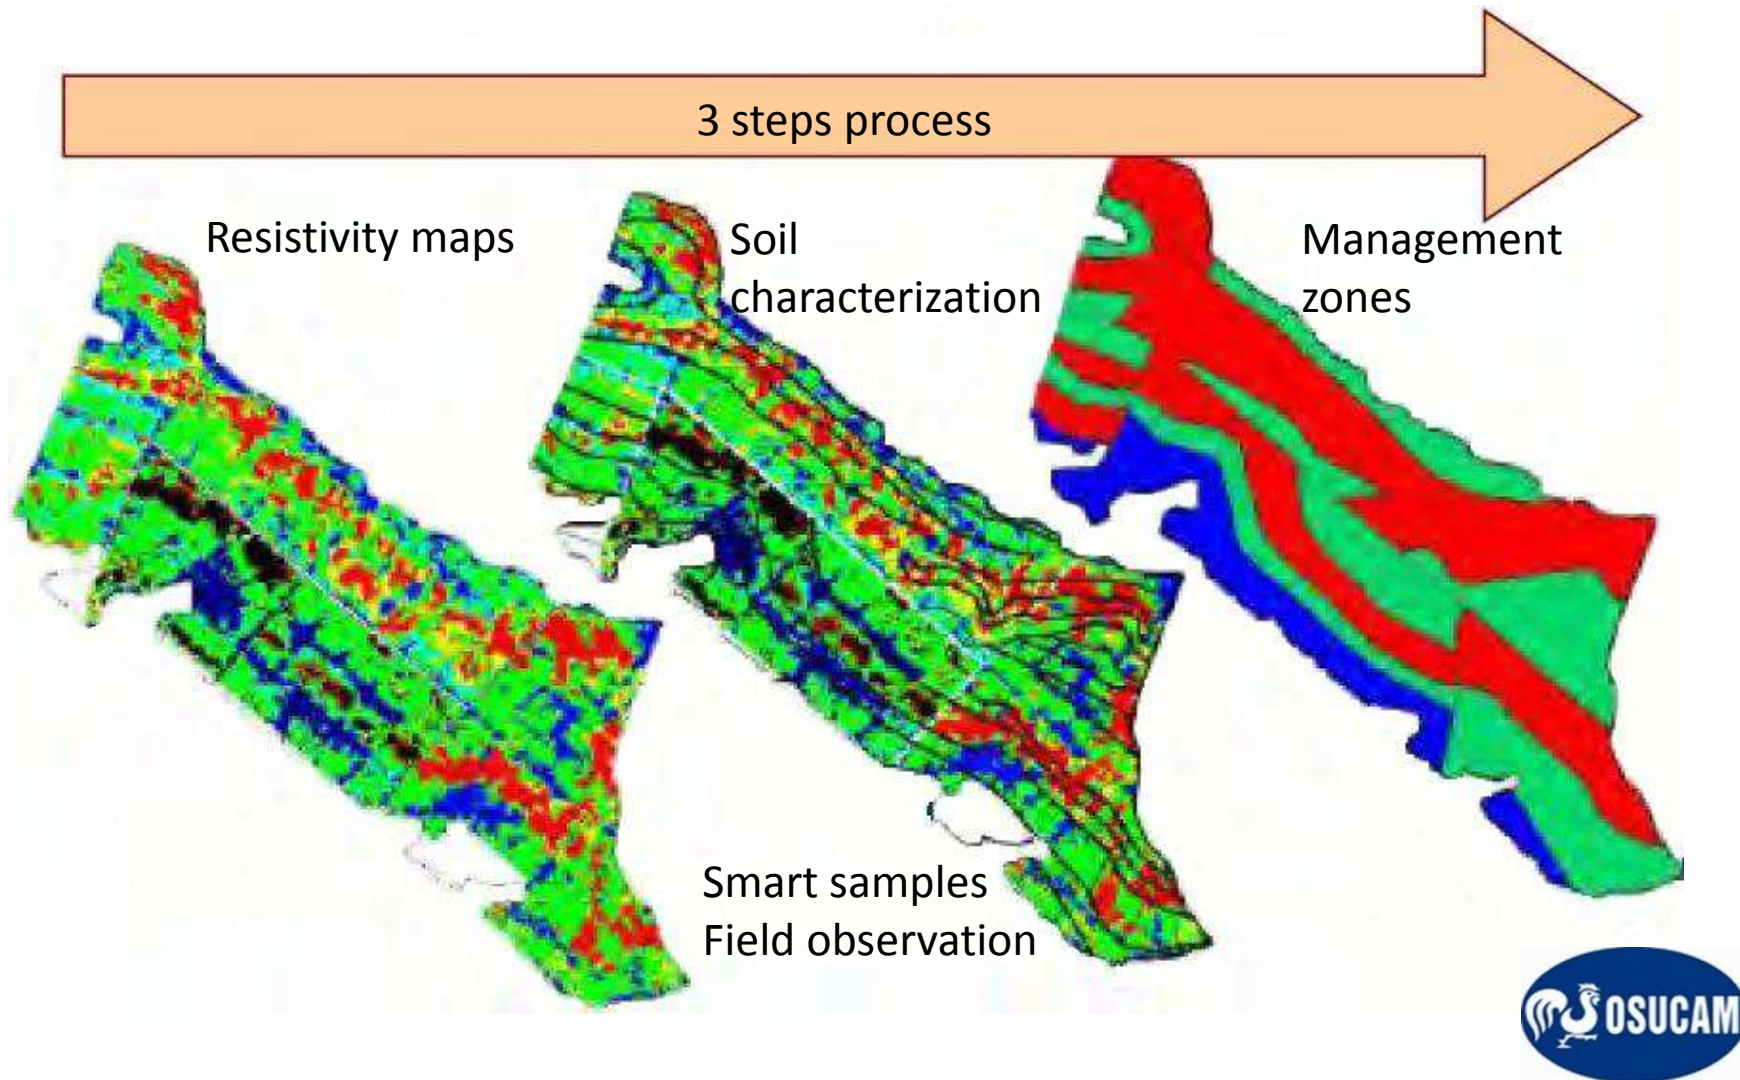 3 steps process
Resistivity maps
Soil
characterization
Management
zones
Smart samples
Field observation
OSUCAM